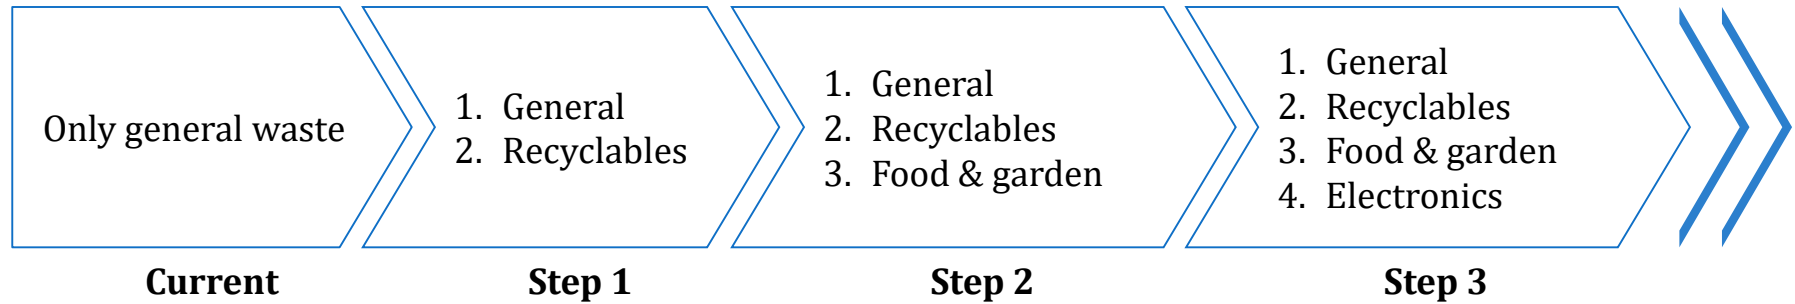 Only general waste
1. General
2. Recyclables
1. General
2. Recyclables
3. Food & garden
1. General
2. Recyclables
3. Food & garden
4. Electronics
Current
Step 1
Step 2
Step 3